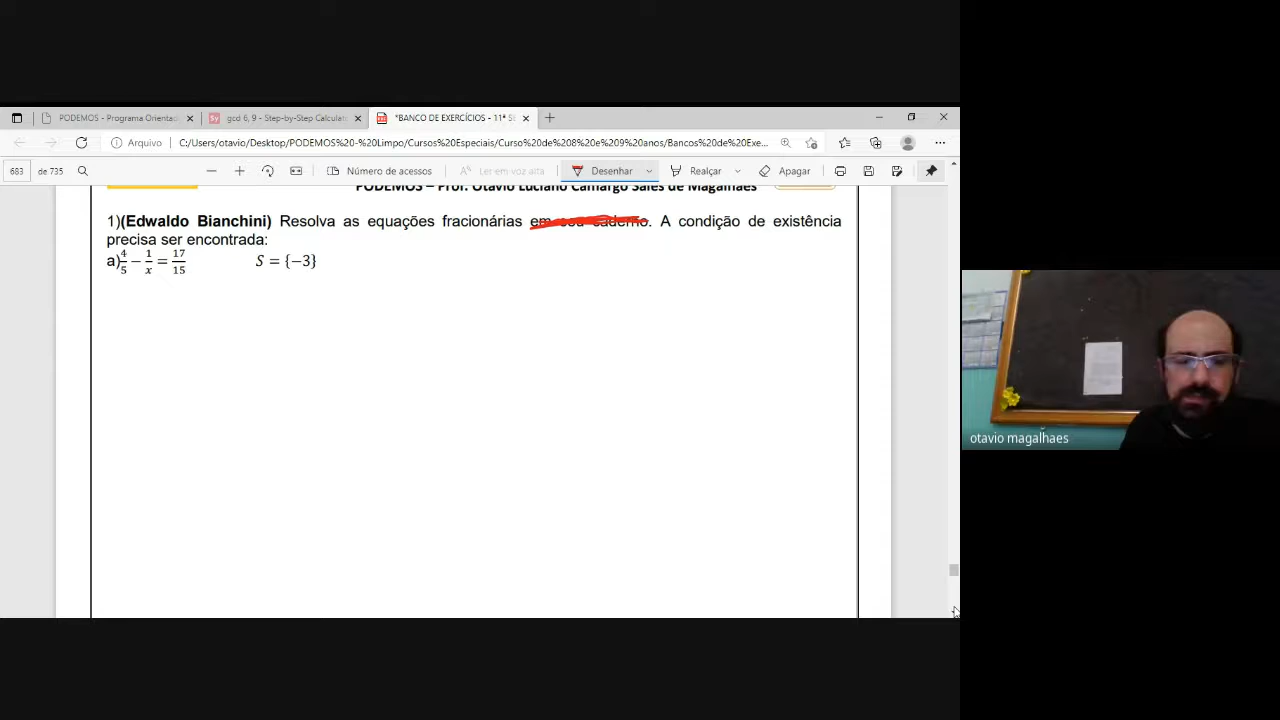 PODEMOS - Programa Orientac
gcd 6, 9 - Step-by-Step Calculat
*BANCO DE EXERCÍCIOS - 11ª S
Arquivo
C:/Users/otavio/Desktop/PODEMOS%20-%20Limpo/Cursos%20Especiais/Curso%20de%208%20e%209%20anos/Bancos%20de%20Exe...
683 de 735
Número de acessos
Ler em voz alta
Desenhar
Realçar
Apagar
PODEMOS – Prof. Otávio Luciano Camargo Sales de Magalhães
1)(Edwaldo Bianchini) Resolva as equações fracionárias em seu caderno. A condição de existência
precisa ser encontrada:
a) 4/5 − 1/x = 17/15 S = {−3}
otavio magalhaes